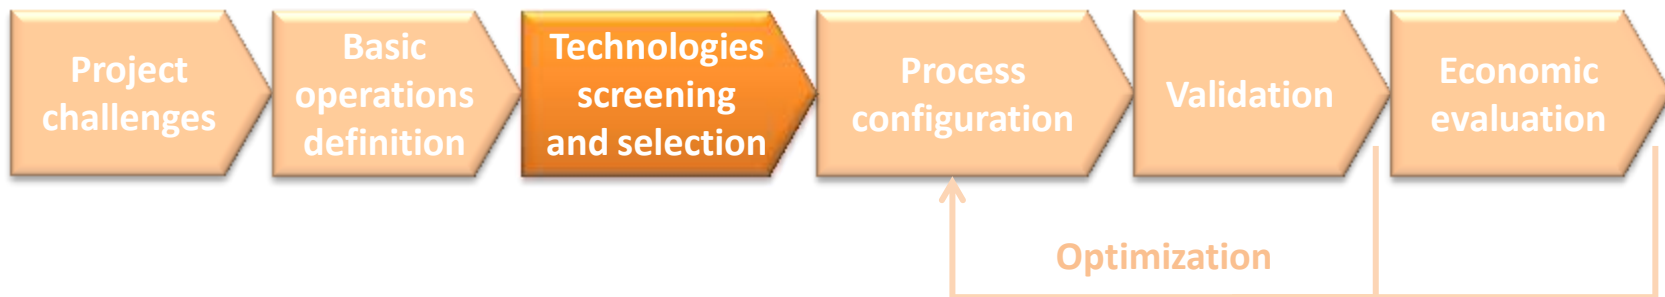 Project
challenges
Basic
operations
definition
Technologies
screening
and selection
Process
configuration
Validation
Economic
evaluation
Optimization